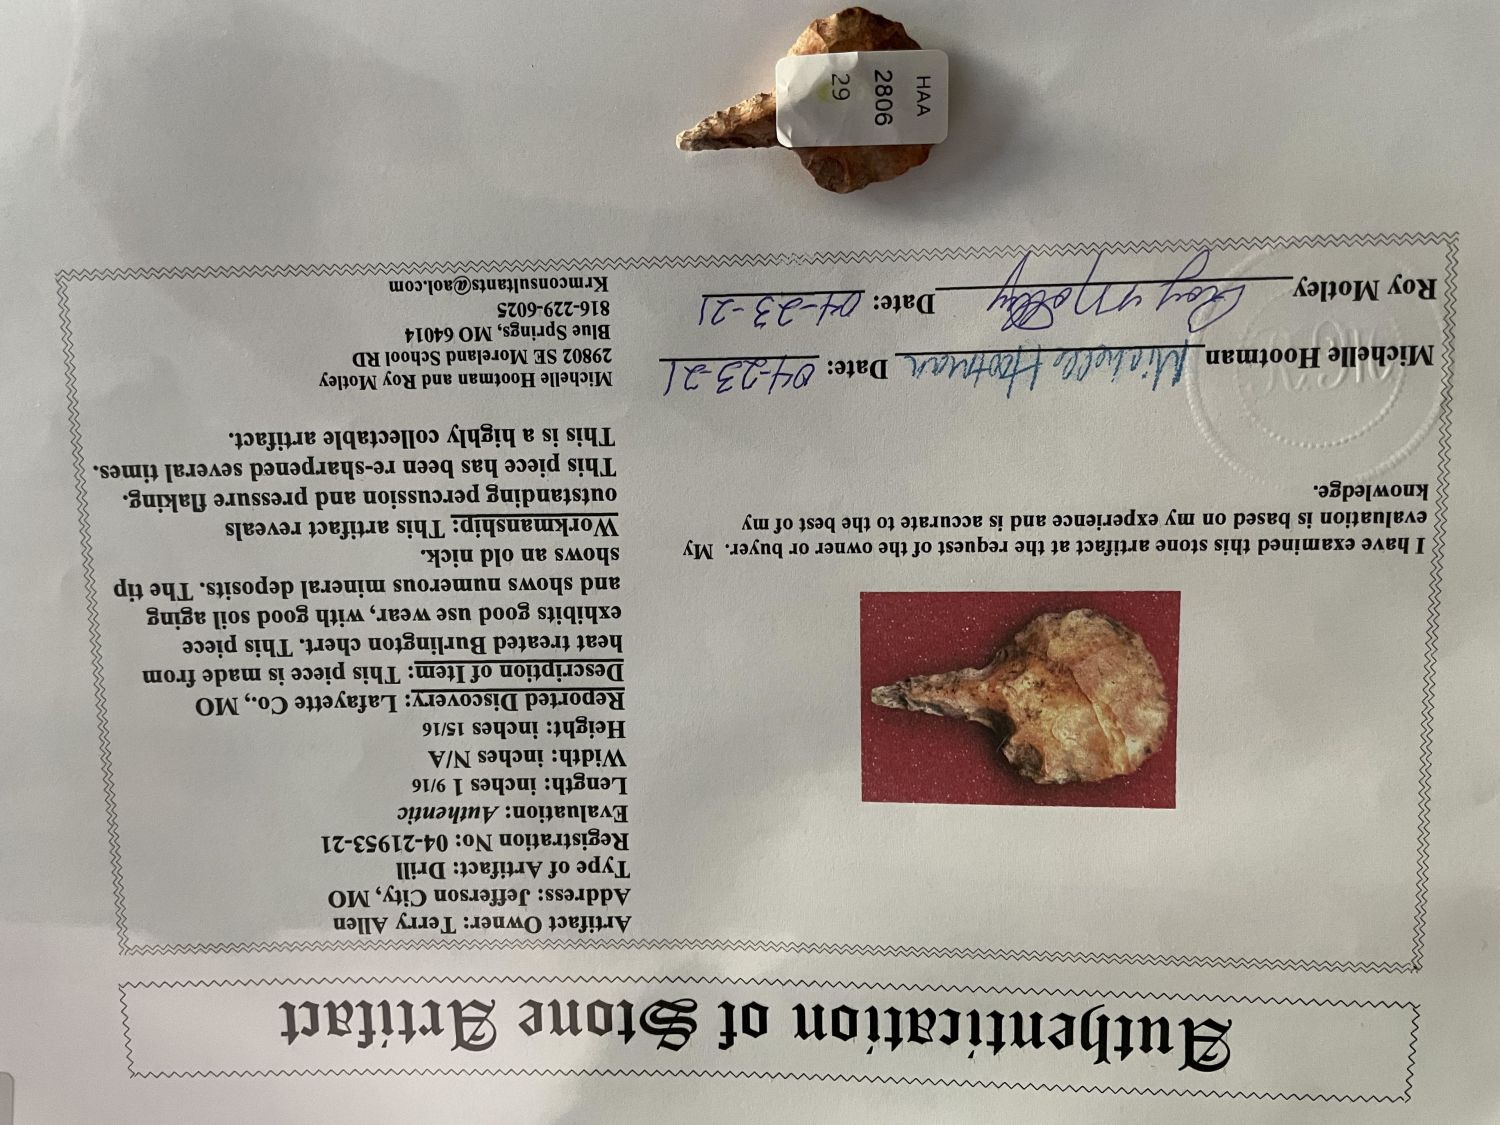 Authentication of Stone Artifact
Artifact Owner: Terry Allen
Address: Jefferson City, MO
Type of Artifact: Drill
Registration No: 04-21953-21
Evaluation: Authentic
Length: inches 1 9/16
Width: inches N/A
Height: inches 15/16
Reported Discovery: Lafayette Co., MO
Description of Item: This piece is made from
heat treated Burlington chert. This piece
exhibits good use wear, with good soil aging
and shows numerous mineral deposits. The tip
shows an old nick.
Workmanship: This artifact reveals
outstanding percussion and pressure flaking.
This piece has been re-sharpened several times.
This is a highly collectable artifact.
Michelle Hootman and Roy Motley
29802 SE Moreland School RD
Blue Springs, MO 64014
816-229-6025
Krmconsultants@aol.com
I have examined this stone artifact at the request of the owner or buyer. My
evaluation is based on my experience and is accurate to the best of my
knowledge.
Michelle Hootman Michelle Hootman Date: 04-23-21
Roy Motley Roy Motley Date: 04-23-21
HAA
2806
29